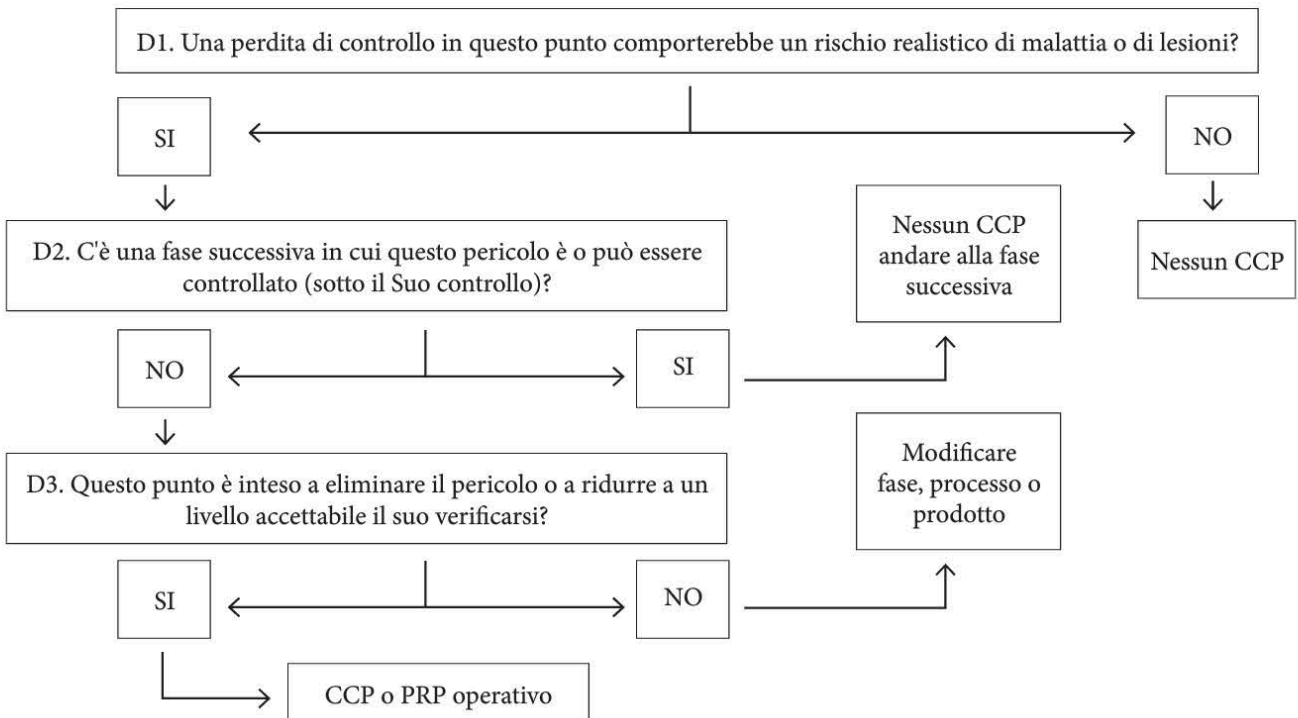 D1. Una perdita di controllo in questo punto comporterebbe un rischio realistico di malattia o di lesioni?
SI
NO
D2. C'è una fase successiva in cui questo pericolo è o può essere
controllato (sotto il Suo controllo)?
Nessun CCP
andare alla fase
successiva
Nessun CCP
NO
SI
D3. Questo punto è inteso a eliminare il pericolo o a ridurre a un
livello accettabile il suo verificarsi?
Modificare
fase, processo o
prodotto
SI
NO
CCP o PRP operativo